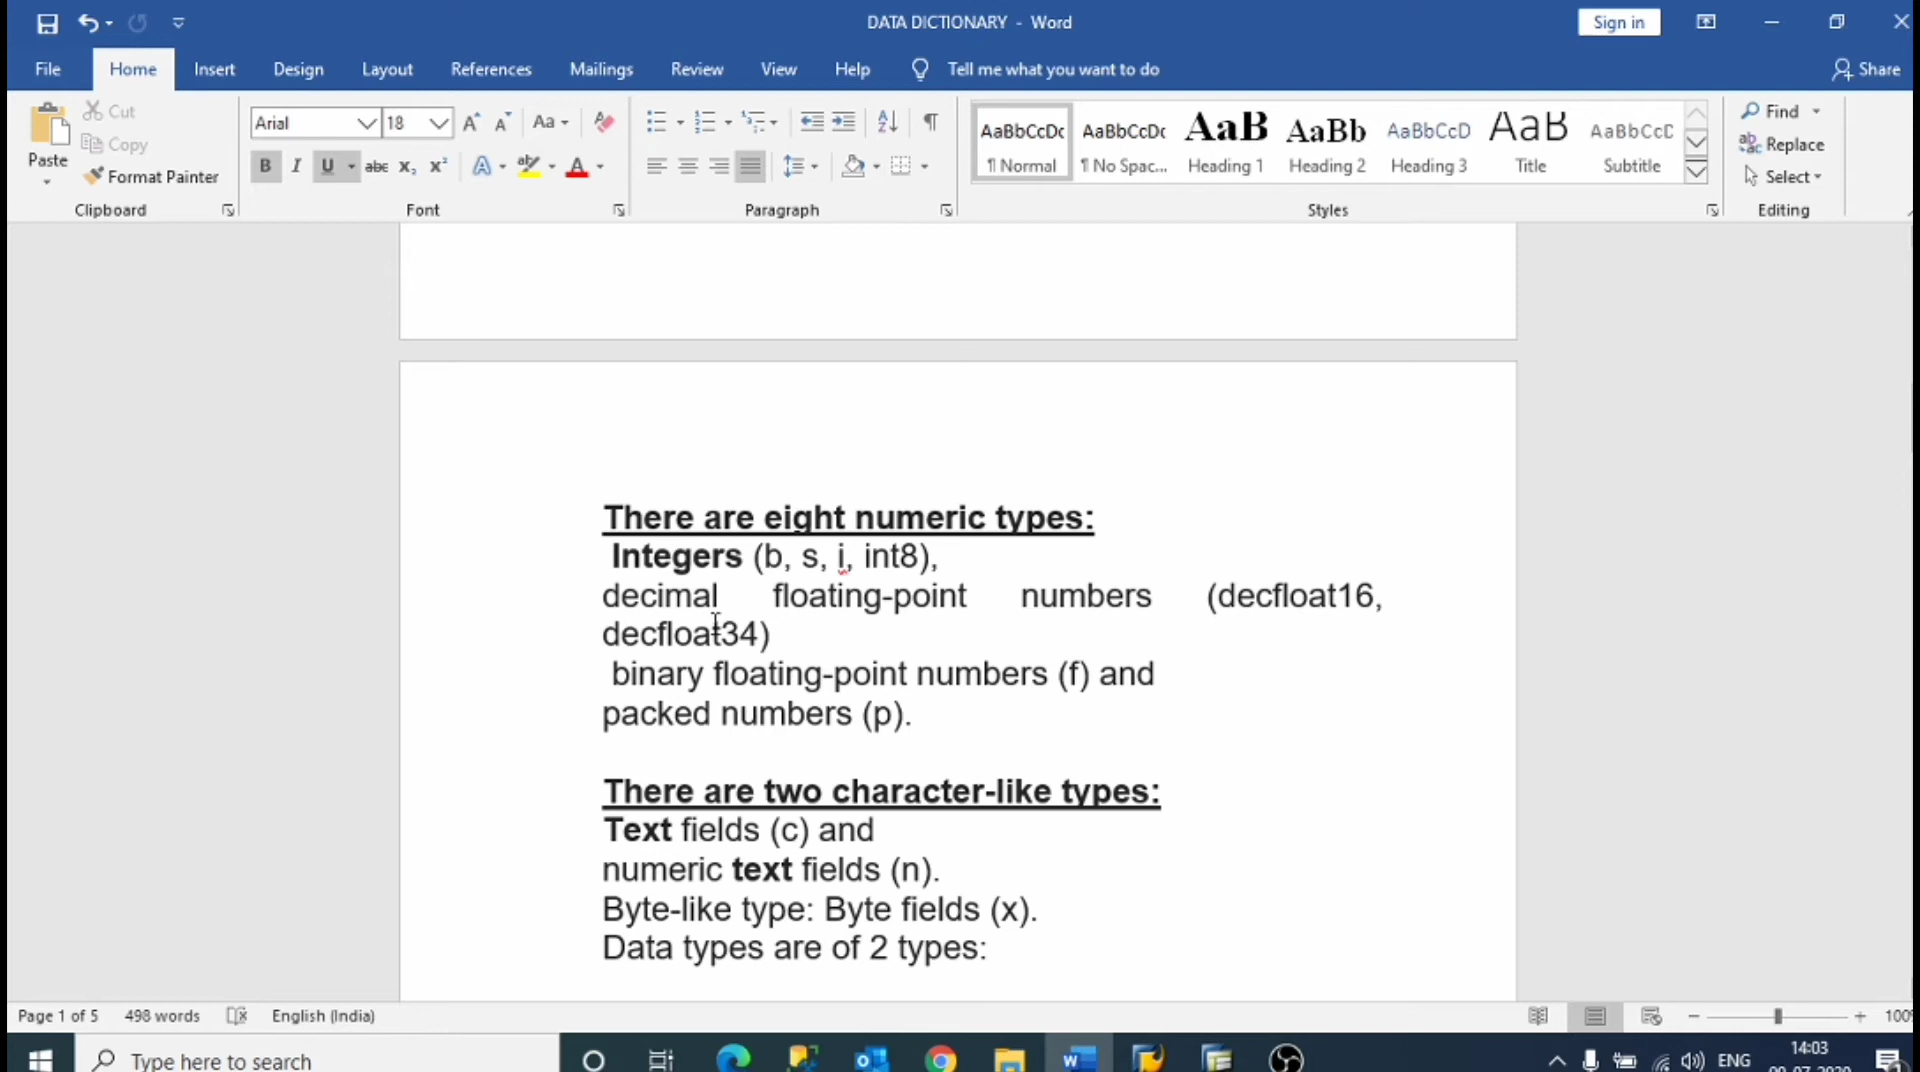 DATA DICTIONARY - Word
Sign in
File Home Insert Design Layout References Mailings Review View Help Tell me what you want to do Share
Paste
Cut
Copy
Format Painter
Clipboard
Arial 18
Aa
B I U abc x₂ x² A A
Font
Paragraph
AaBbCcDc AaBbCcDc AaB AaBb AaBbCcD AaB AaBbCcD
¶ Normal ¶ No Spac... Heading 1 Heading 2 Heading 3 Title Subtitle
Styles
Find
Replace
Select
Editing
There are eight numeric types:
Integers (b, s, i, int8),
decimal floating-point numbers (decfloat16,
decfloat34)
binary floating-point numbers (f) and
packed numbers (p).
There are two character-like types:
Text fields (c) and
numeric text fields (n).
Byte-like type: Byte fields (x).
Data types are of 2 types:
Page 1 of 5 498 words English (India)
Type here to search
ENG
14:03